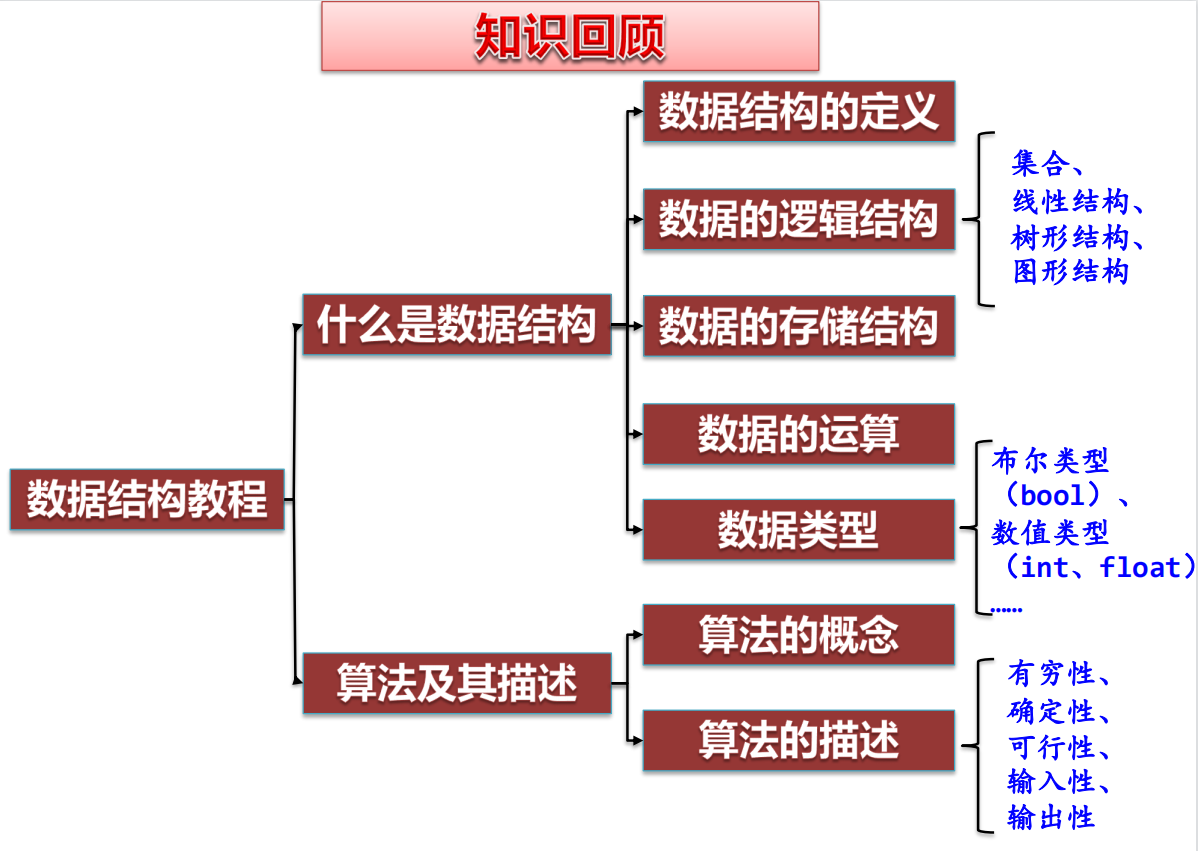 知识回顾
数据结构教程
什么是数据结构
数据结构的定义
数据的逻辑结构
集合、
线性结构、
树形结构、
图形结构
数据的存储结构
数据的运算
数据类型
布尔类型
（bool）、
数值类型
（int、float）
……
算法及其描述
算法的概念
算法的描述
有穷性、
确定性、
可行性、
输入性、
输出性